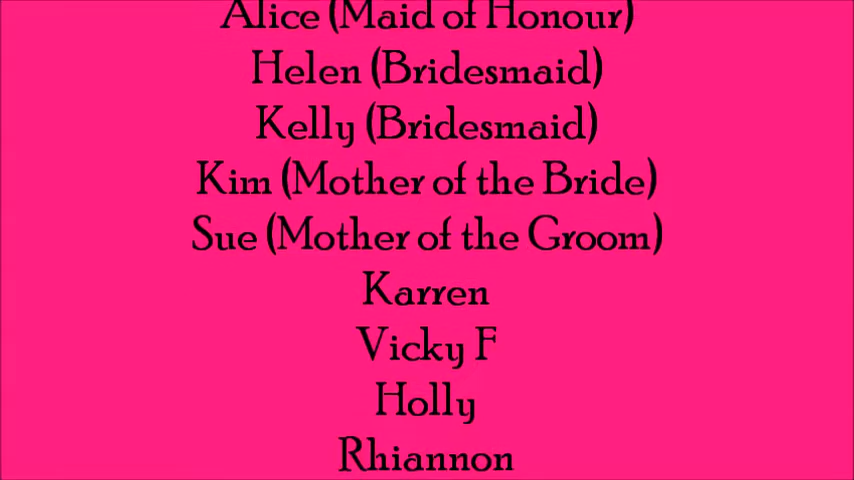 Alice (Maid of Honour)
Helen (Bridesmaid)
Kelly (Bridesmaid)
Kim (Mother of the Bride)
Sue (Mother of the Groom)
Karren
Vicky F
Holly
Rhiannon